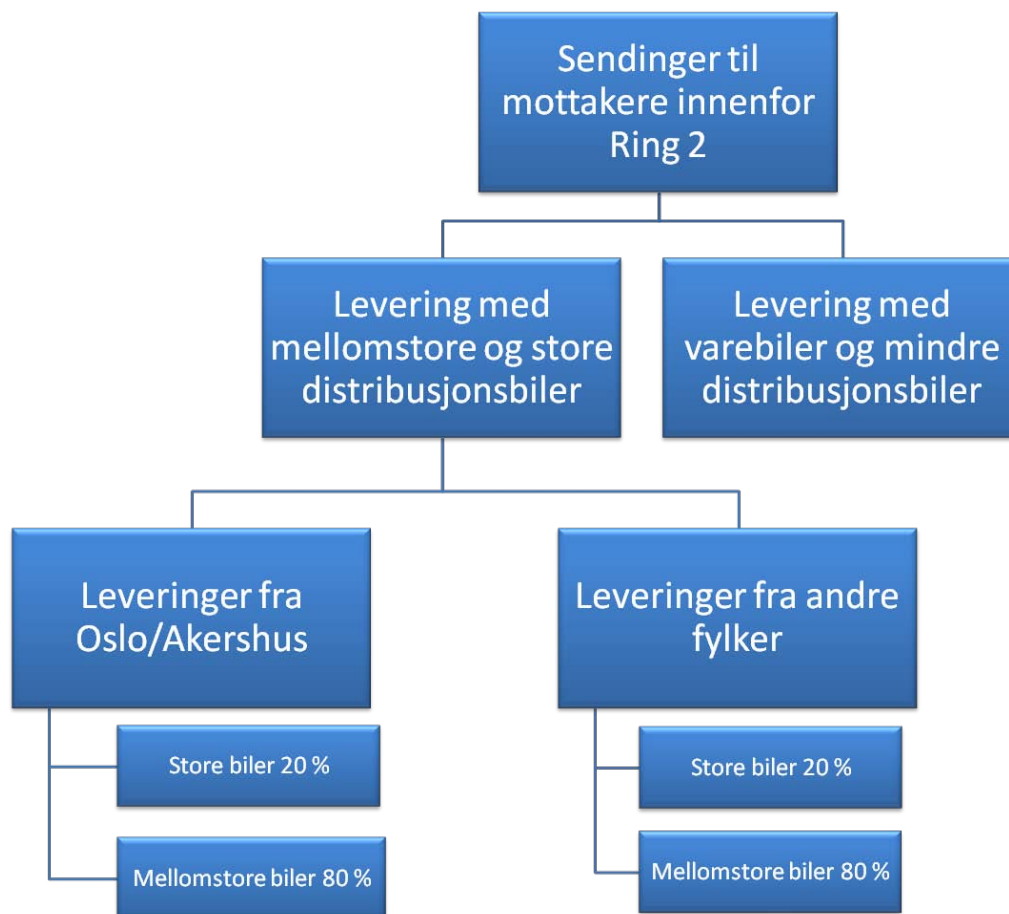 Sendinger til
mottakere innenfor
Ring 2
Levering med
mellomstore og store
distribusjonsbiler
Levering med
varebiler og mindre
distribusjonsbiler
Leveringer fra
Oslo/Akershus
Leveringer fra andre
fylker
Store biler 20 %
Mellomstore biler 80 %
Store biler 20 %
Mellomstore biler 80 %